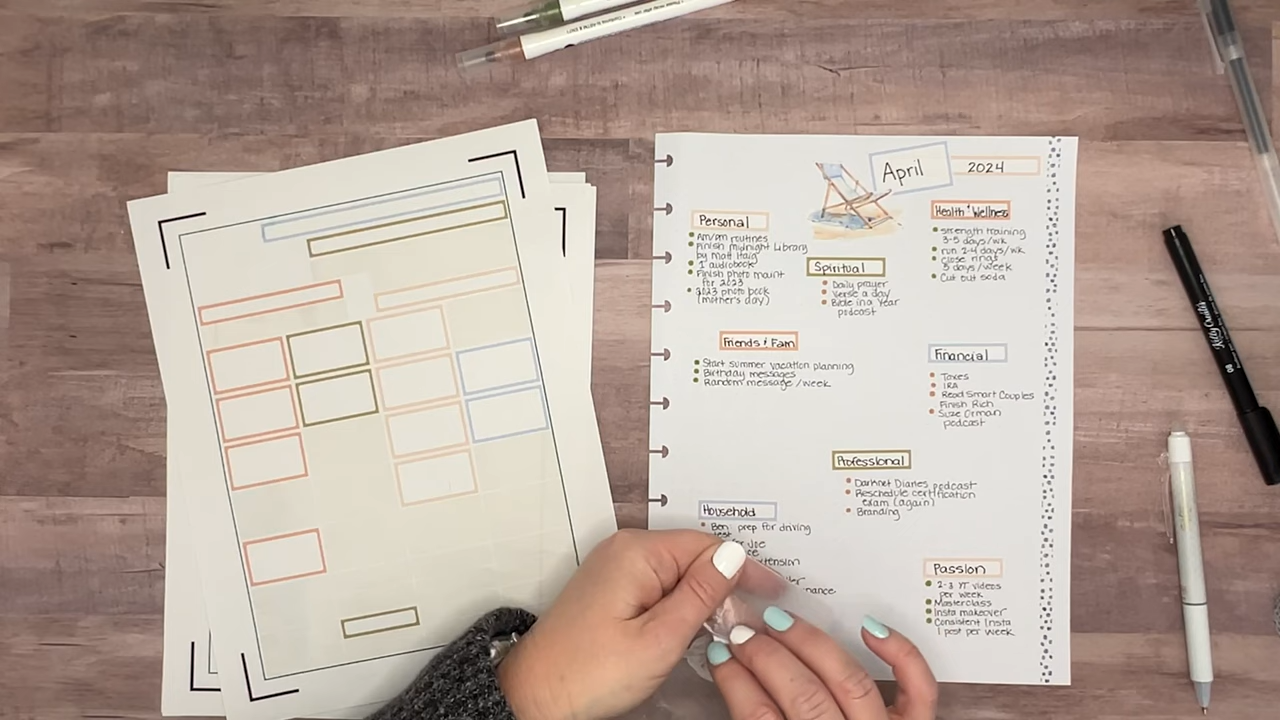 April
2024
Personal
Am/pm routines
Finish midnight Library
by Matt Haig
1 audiobook
Finish photo maint
for 2023
2023 photo book
(mother's day)
Spiritual
Daily prayer
Verse a day
Bible in a Year
podcast
Health & Wellness
strength training
3-5 days/wk
run 2-4 days/wk
close rings
5 days/week
Cut out soda
Friends & Fam
Start summer vacation planning
Birthday messages
Random message /week
Financial
Taxes
IRA
Read Smart Couples
Finish Rich
Suze Orman
podcast
Professional
Darknet Diaries podcast
Reschedule certification
exam (again)
Branding
Household
Ben: prep for driving
Joe
Passion
2-3 YT videos
per week
Masterclass
Insta makeover
Consistent Insta
1 post per week
Kelly Creates